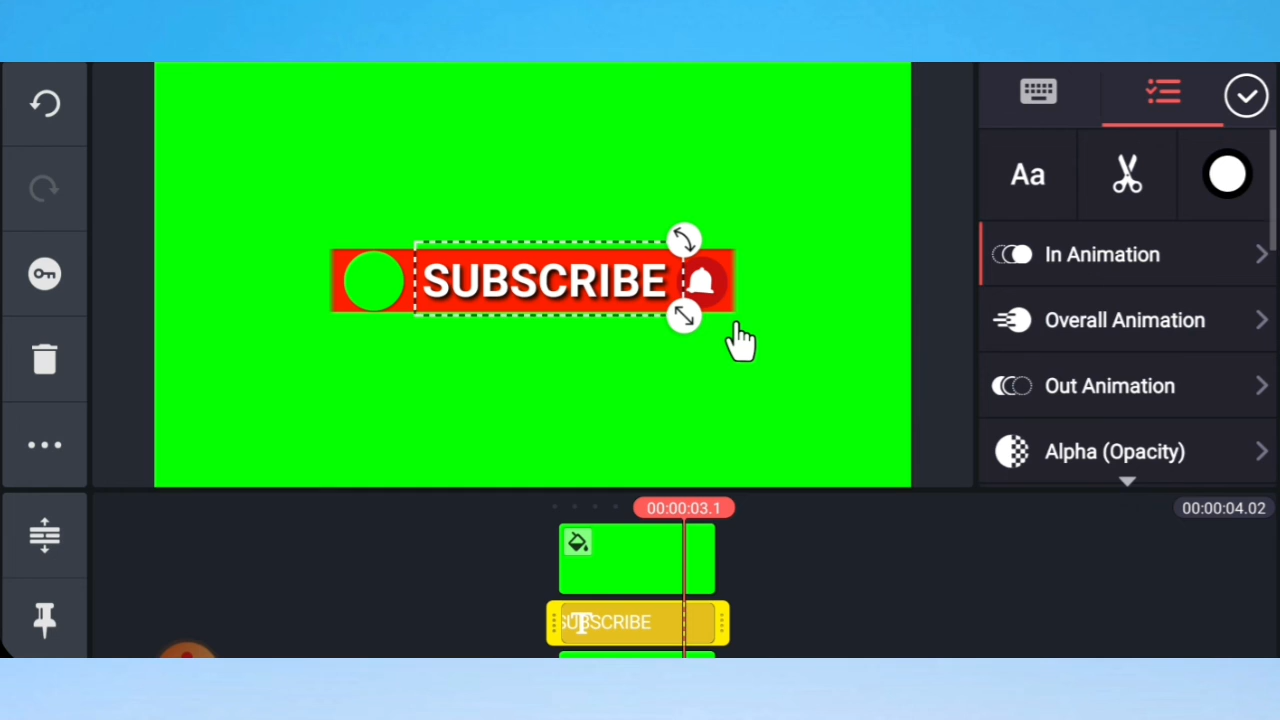 SUBSCRIBE
Aa
In Animation
Overall Animation
Out Animation
Alpha (Opacity)
00:00:03.1
00:00:04.02
SUBSCRIBE